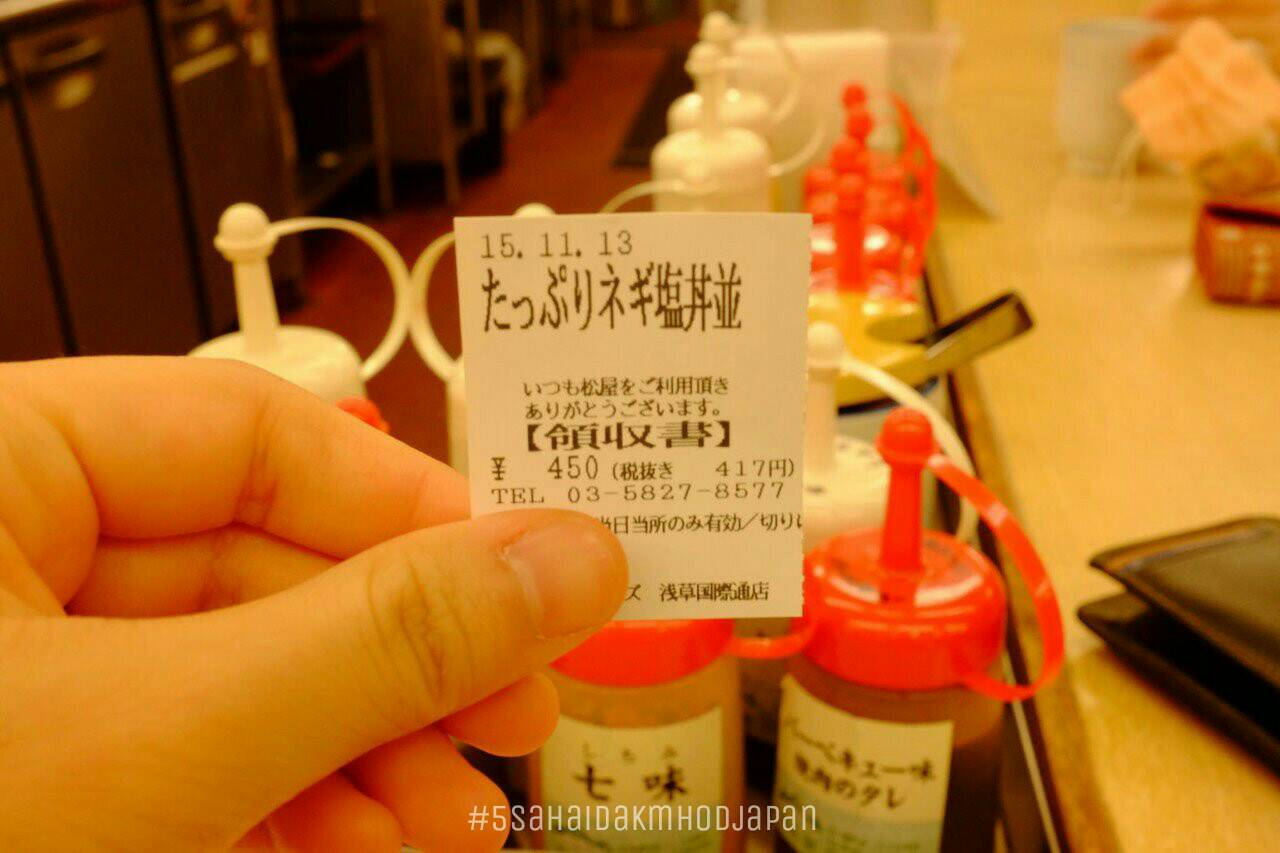 15.11.13
たっぷりネギ塩丼並
いつも松屋をご利用頂き
ありがとうございます。
【領収書】
¥ 450 (税抜き 417円)
TEL 03-5827-8577
当日当所のみ有効/切り
ズ 浅草国際通店
しちみ
七味
バーベキュー味
焼肉のタレ
#5SAHAIDAKMHODJAPAN